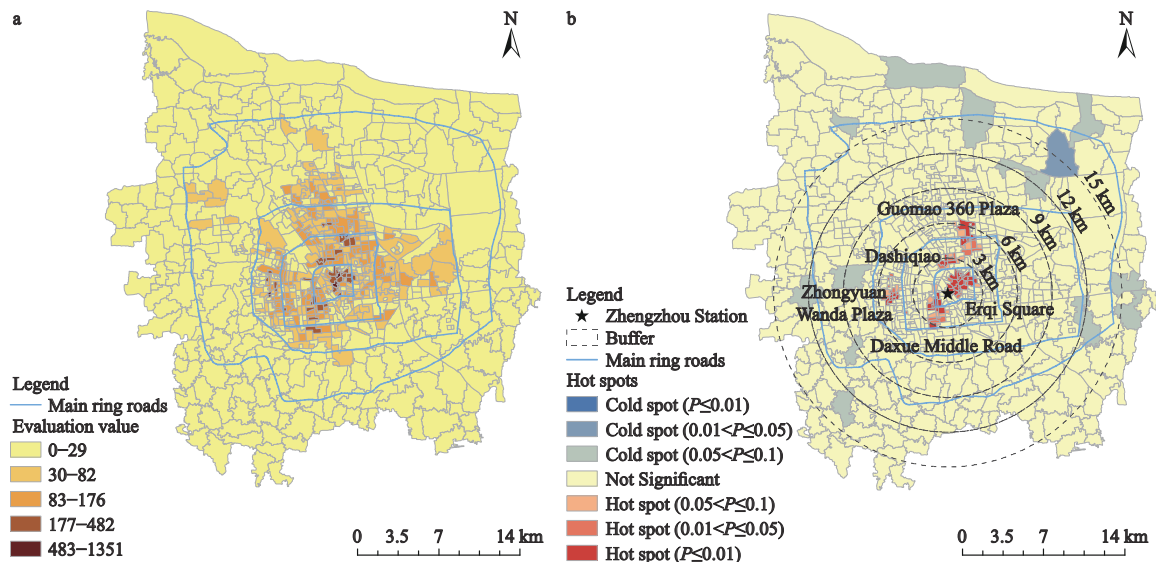 a
N
Legend
Main ring roads
Evaluation value
0–29
30–82
83–176
177–482
483–1351
0 3.5 7 14 km
b
N
15 km
12 km
9 km
6 km
3 km
Guomao 360 Plaza
Dashiqiao
Zhongyuan
Wanda Plaza
Erqi Square
Daxue Middle Road
Legend
Zhengzhou Station
Buffer
Main ring roads
Hot spots
Cold spot (P≤0.01)
Cold spot (0.01<P≤0.05)
Cold spot (0.05<P≤0.1)
Not Significant
Hot spot (0.05<P≤0.1)
Hot spot (0.01<P≤0.05)
Hot spot (P≤0.01)
0 3.5 7 14 km